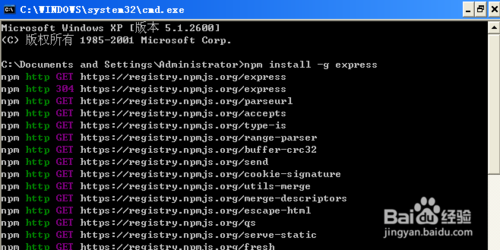 C:\WINDOWS\system32\cmd.exe
Microsoft Windows XP [版本 5.1.2600]
(C) 版权所有 1985-2001 Microsoft Corp.
C:\Documents and Settings\Administrator>npm install -g express
npm http GET https://registry.npmjs.org/express
npm http 304 https://registry.npmjs.org/express
npm http GET https://registry.npmjs.org/parseurl
npm http GET https://registry.npmjs.org/accepts
npm http GET https://registry.npmjs.org/type-is
npm http GET https://registry.npmjs.org/range-parser
npm http GET https://registry.npmjs.org/buffer-crc32
npm http GET https://registry.npmjs.org/send
npm http GET https://registry.npmjs.org/cookie-signature
npm http GET https://registry.npmjs.org/utils-merge
npm http GET https://registry.npmjs.org/merge-descriptors
npm http GET https://registry.npmjs.org/escape-html
npm http GET https://registry.npmjs.org/qs
npm http GET https://registry.npmjs.org/serve-static
npm http GET https://registry.npmjs.org/fresh
Baidu 经验
jingyan.baidu.com